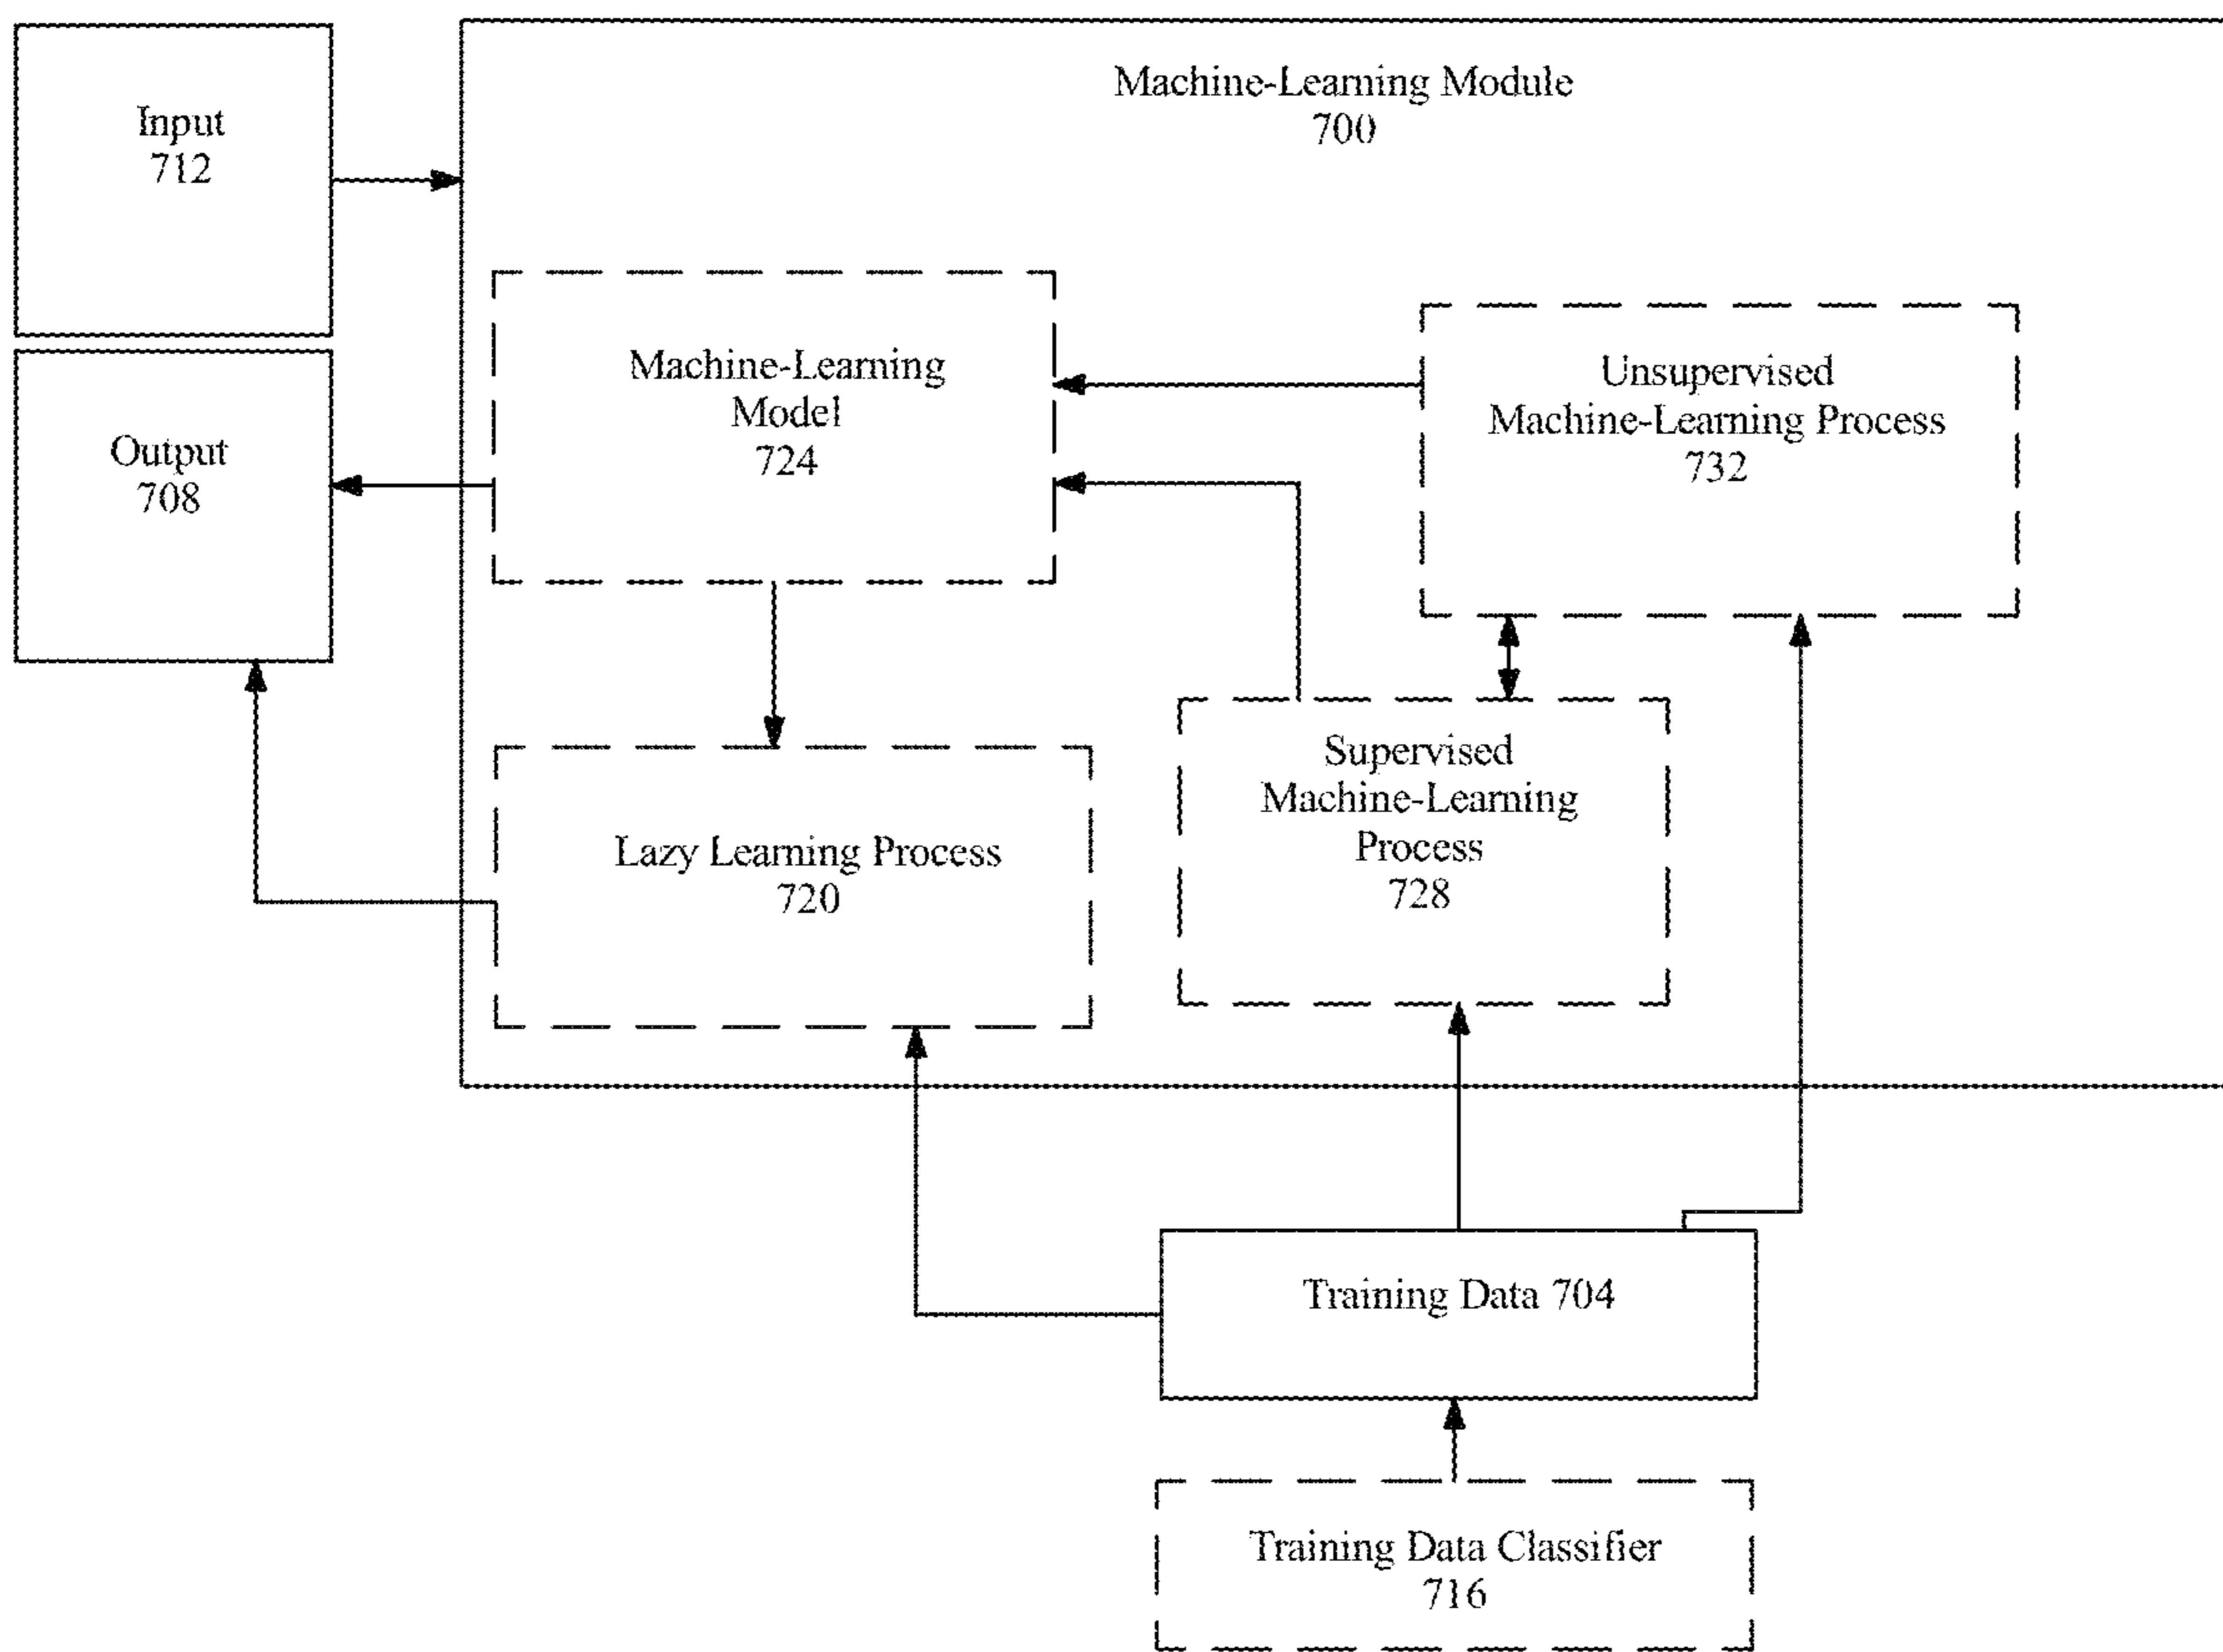 Input
712
Machine-Learning Module
700
Machine-Learning
Model
724
Unsupervised
Machine-Learning Process
732
Output
708
Supervised
Machine-Learning
Process
728
Lazy Learning Process
720
Training Data 704
Training Data Classifier
716